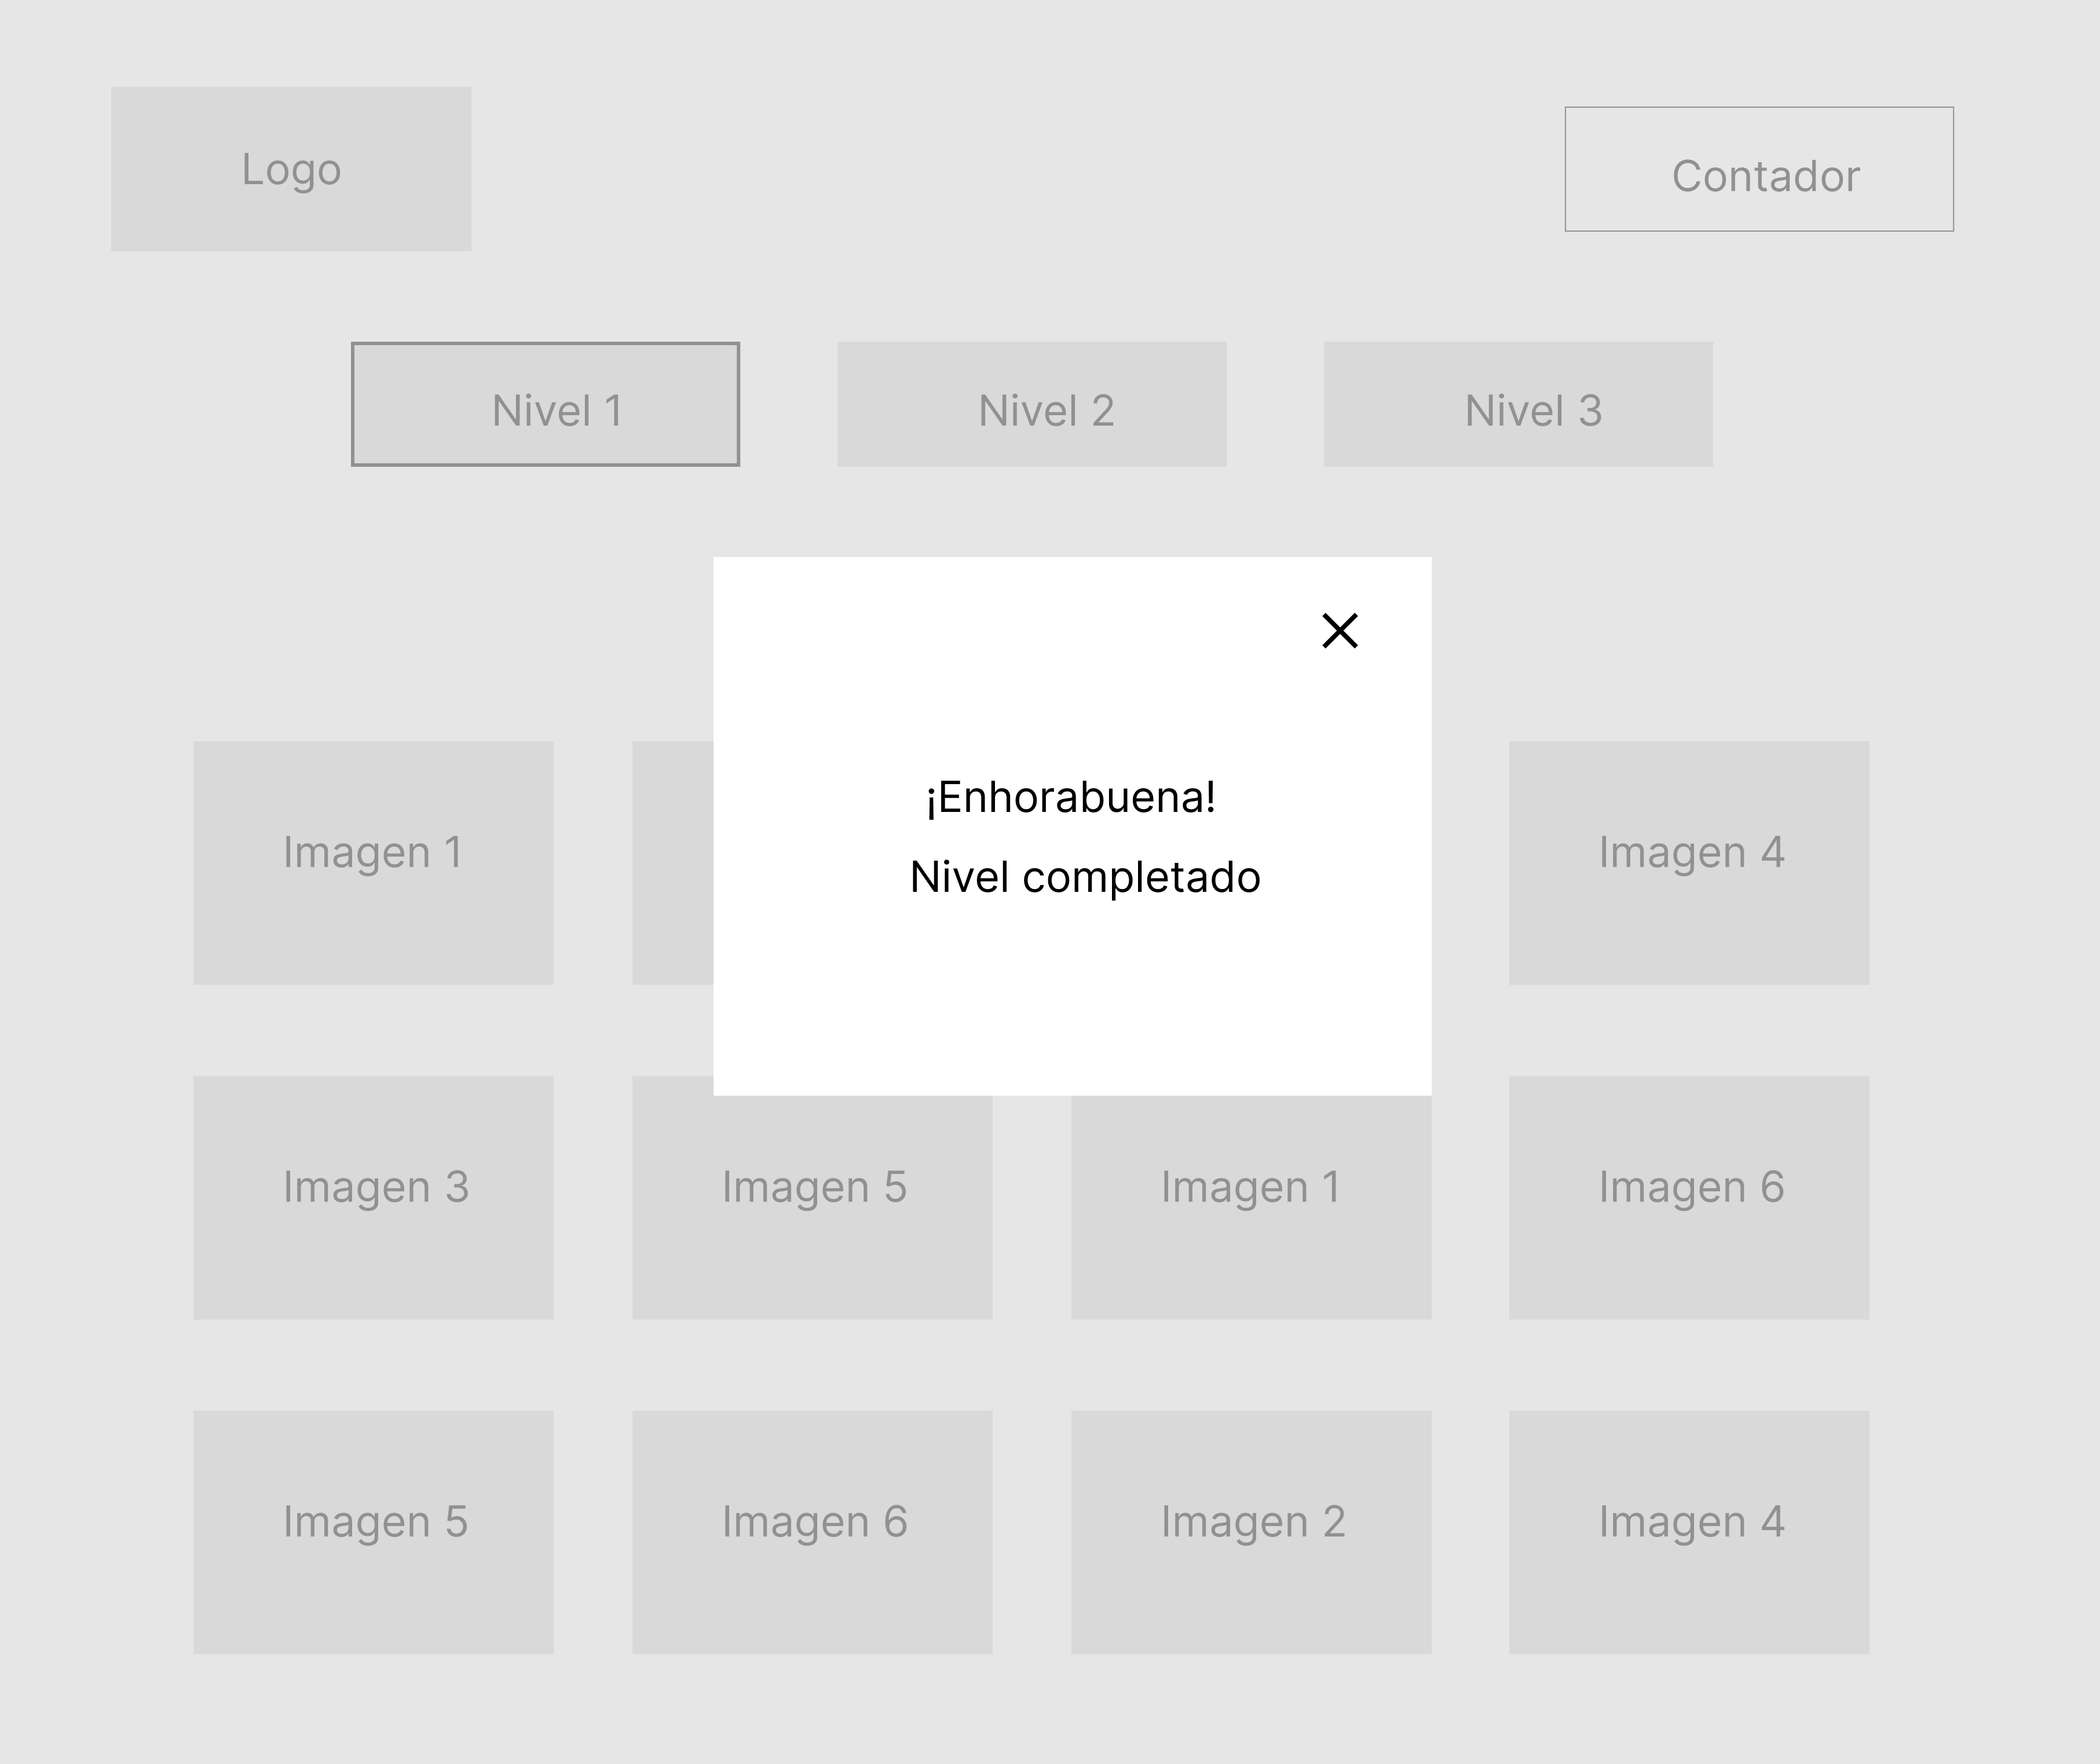 Logo
Contador
Nivel 1
Nivel 2
Nivel 3
¡Enhorabuena!
Nivel completado
Imagen 1
Imagen 4
Imagen 3
Imagen 5
Imagen 1
Imagen 6
Imagen 5
Imagen 6
Imagen 2
Imagen 4